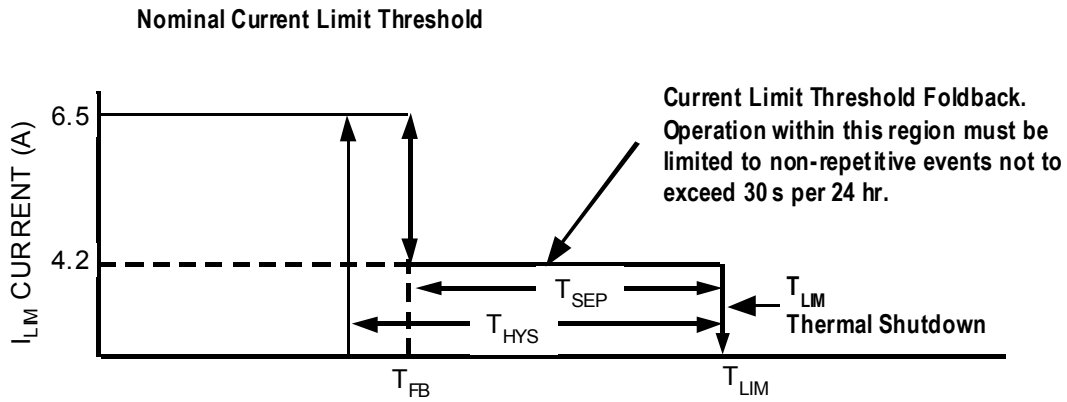 Nominal Current Limit Threshold
6.5
Current Limit Threshold Foldback.
Operation within this region must be
limited to non-repetitive events not to
exceed 30 s per 24 hr.
4.2
I_LIM CURRENT (A)
T_SEP
T_LIM
Thermal Shutdown
T_HYS
T_FB
T_LIM